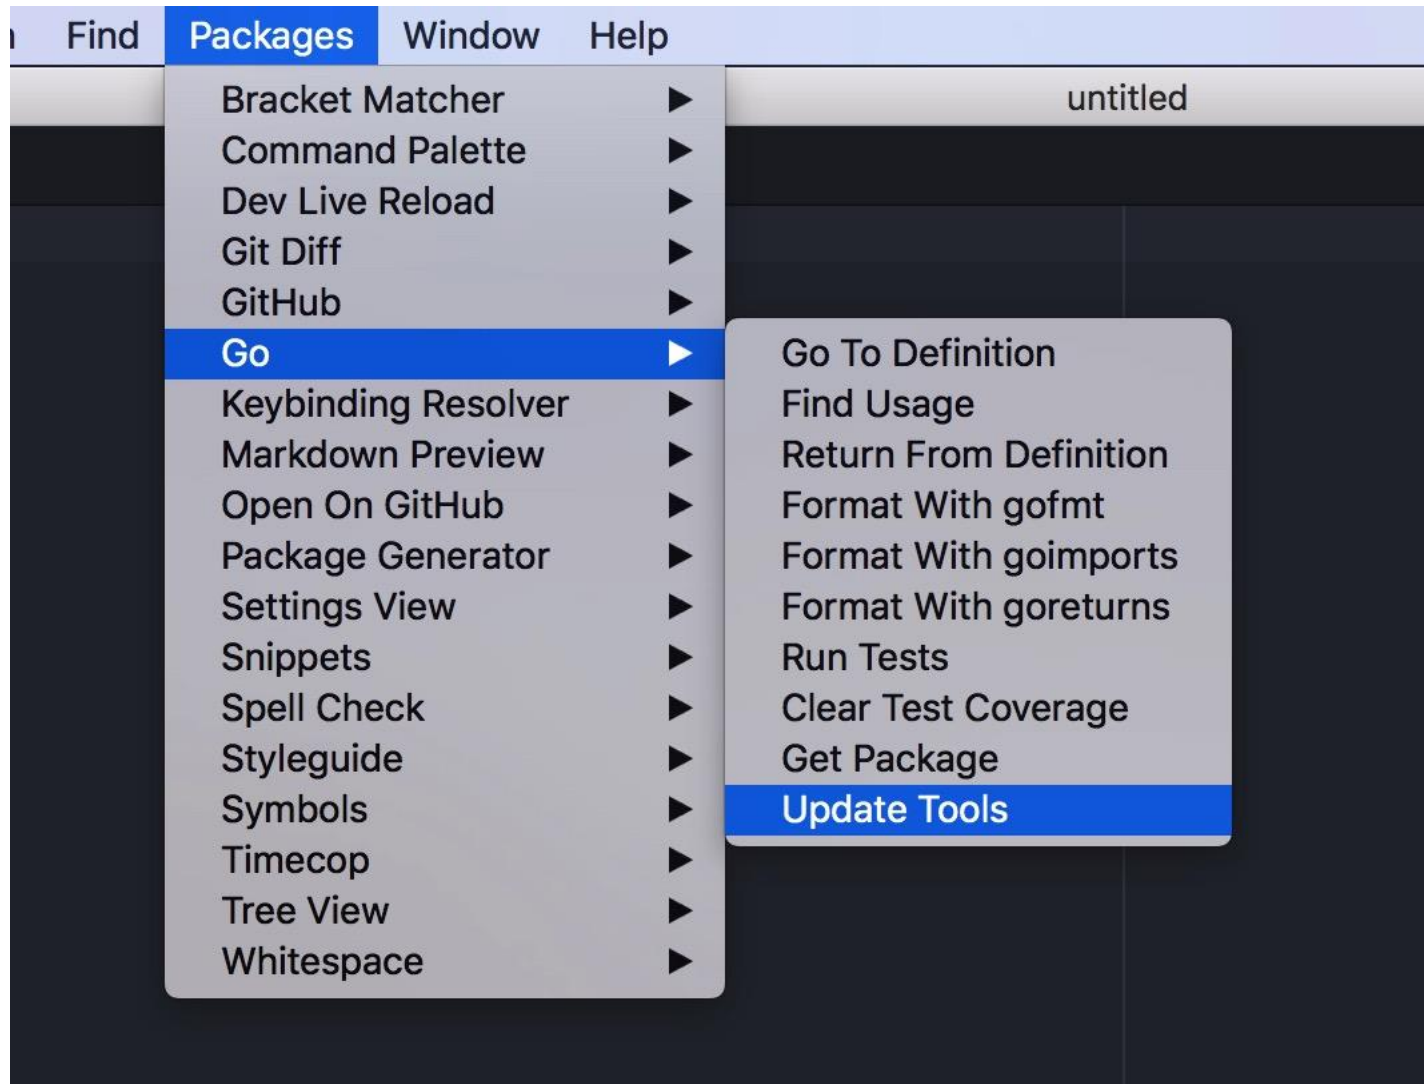 Find Packages Window Help
untitled
Bracket Matcher
Command Palette
Dev Live Reload
Git Diff
GitHub
Go
Keybinding Resolver
Markdown Preview
Open On GitHub
Package Generator
Settings View
Snippets
Spell Check
Styleguide
Symbols
Timecop
Tree View
Whitespace
Go To Definition
Find Usage
Return From Definition
Format With gofmt
Format With goimports
Format With goreturns
Run Tests
Clear Test Coverage
Get Package
Update Tools